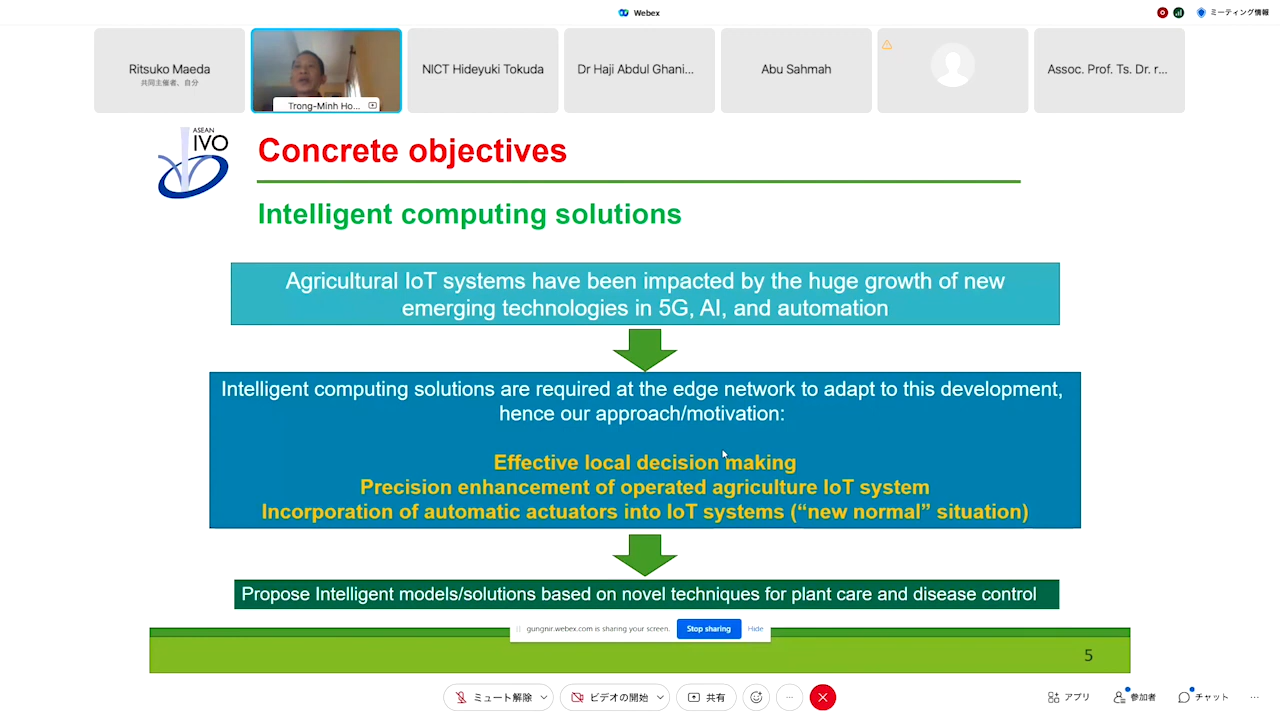 Webex
ミーティング情報
Ritsuko Maeda
共同主催者、自分
Trong-Minh Ho...
NICT Hideyuki Tokuda
Dr Haji Abdul Ghani...
Abu Sahmah
Assoc. Prof. Ts. Dr. r...
ASEAN
IVO
Concrete objectives
Intelligent computing solutions
Agricultural IoT systems have been impacted by the huge growth of new
emerging technologies in 5G, AI, and automation
Intelligent computing solutions are required at the edge network to adapt to this development,
hence our approach/motivation:
Effective local decision making
Precision enhancement of operated agriculture IoT system
Incorporation of automatic actuators into IoT systems (“new normal” situation)
Propose Intelligent models/solutions based on novel techniques for plant care and disease control
gungnir.webex.com is sharing your screen.
Stop sharing
Hide
5
ミュート解除
ビデオの開始
共有
アプリ
参加者
チャット